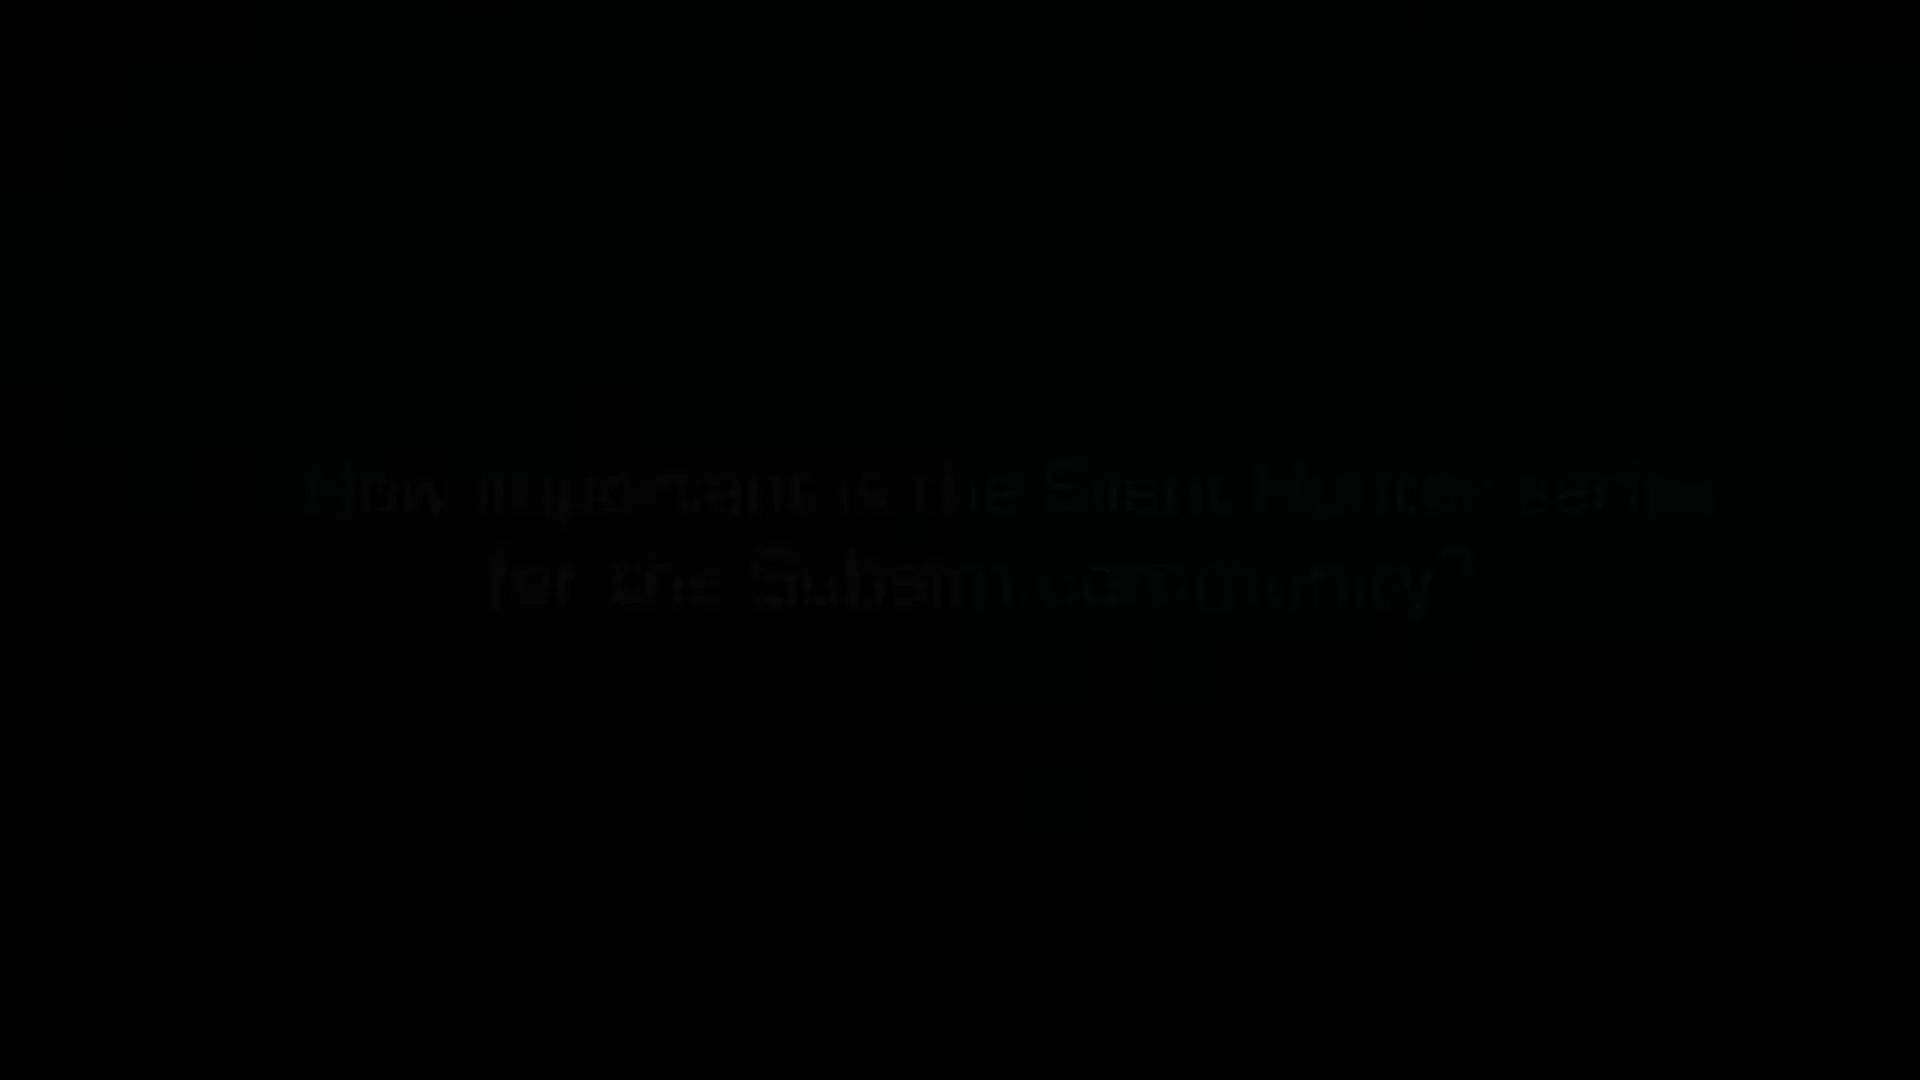 How important is the Silent Hunter series
for the Subsim community?